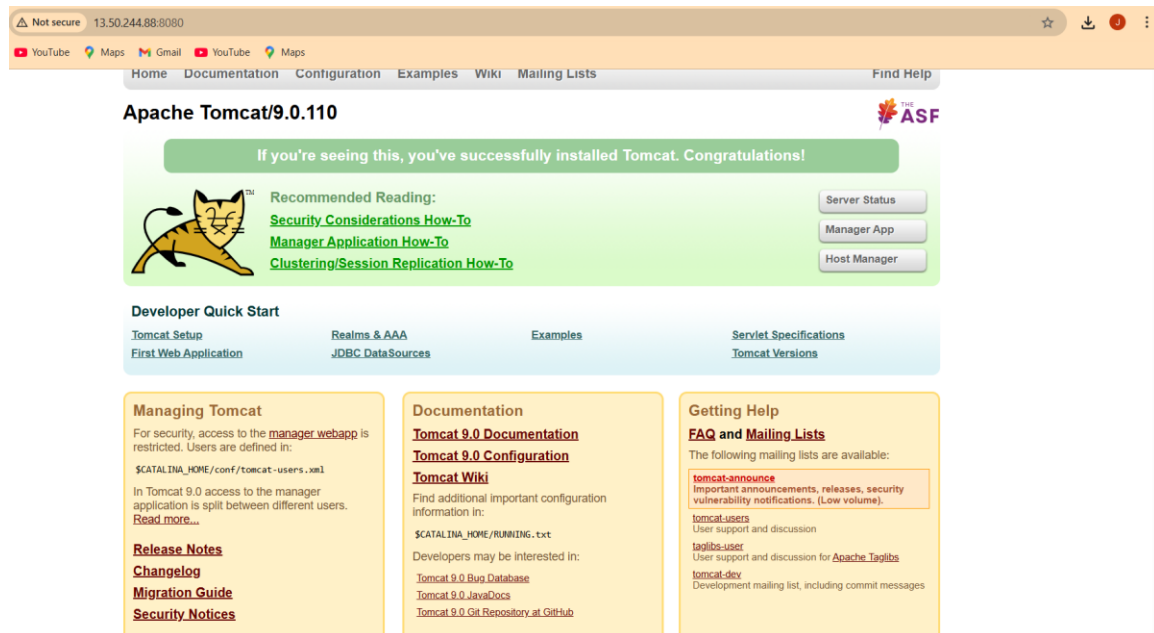 Not secure 13.50.244.88:8080
YouTube Maps Gmail YouTube Maps
Home Documentation Configuration Examples Wiki Mailing Lists Find Help
Apache Tomcat/9.0.110
THE ASF
If you're seeing this, you've successfully installed Tomcat. Congratulations!
TM
Recommended Reading:
Security Considerations How-To
Manager Application How-To
Clustering/Session Replication How-To
Server Status
Manager App
Host Manager
Developer Quick Start
Tomcat Setup
First Web Application
Realms & AAA
JDBC DataSources
Examples
Servlet Specifications
Tomcat Versions
Managing Tomcat
For security, access to the manager webapp is
restricted. Users are defined in:
$CATALINA_HOME/conf/tomcat-users.xml
In Tomcat 9.0 access to the manager
application is split between different users.
Read more...
Release Notes
Changelog
Migration Guide
Security Notices
Documentation
Tomcat 9.0 Documentation
Tomcat 9.0 Configuration
Tomcat Wiki
Find additional important configuration
information in:
$CATALINA_HOME/RUNNING.txt
Developers may be interested in:
Tomcat 9.0 Bug Database
Tomcat 9.0 JavaDocs
Tomcat 9.0 Git Repository at GitHub
Getting Help
FAQ and Mailing Lists
The following mailing lists are available:
tomcat-announce
Important announcements, releases, security
vulnerability notifications. (Low volume).
tomcat-users
User support and discussion
taglibs-user
User support and discussion for Apache Taglibs
tomcat-dev
Development mailing list, including commit messages